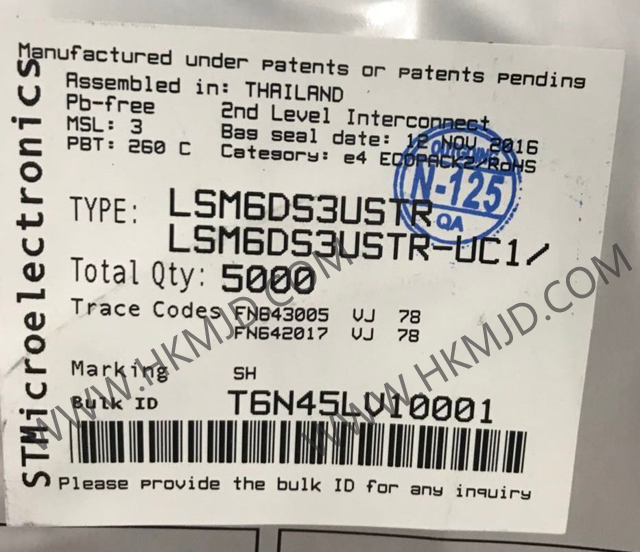 Manufactured under patents or patents pending
Assembled in: THAILAND
Pb-free 2nd Level Interconnect
MSL: 3 Bag seal date: 12 NOV 2016
PBT: 260 C Category: e4 ECOPACK2/RoHS
STMicroelectronics
N-125
QA
TYPE: LSM6DS3USTR
LSM6DS3USTR-UC1/
Total Qty: 5000
Trace Codes FN643005 VJ 78
FN642017 VJ 78
Marking SH
Bulk ID T6N45LV10001
Please provide the bulk ID for any inquiry
WWW.HKMJD.COM
WWW.HKMJD.COM